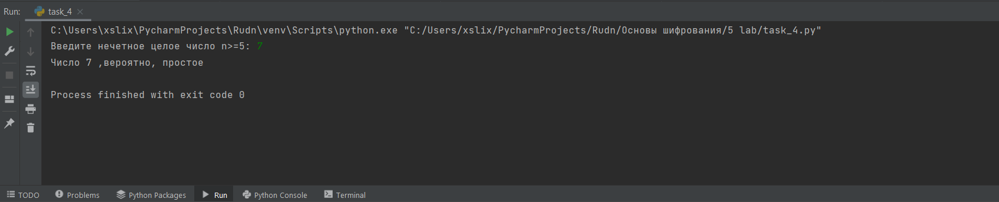 Run: task_4
C:\Users\xslix\PycharmProjects\Rudn\venv\Scripts\python.exe "C:/Users/xslix/PycharmProjects/Rudn/Основы шифрования/5 lab/task_4.py"
Введите нечетное целое число n>=5: 7
Число 7 ,вероятно, простое
Process finished with exit code 0
TODO Problems Python Packages Run Python Console Terminal